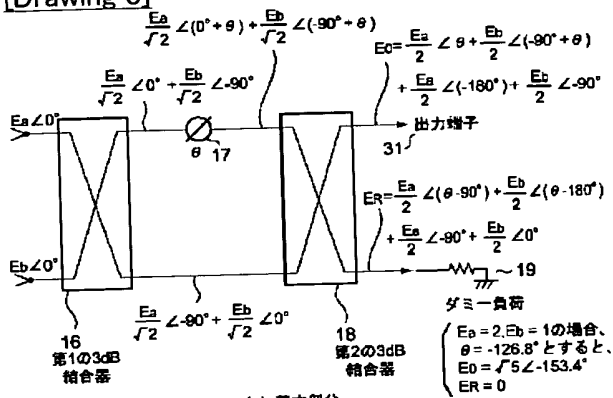 [Drawing 6]
Ea/√2 ∠(0°+θ)+Eb/√2 ∠(-90°+θ)
Ea/√2 ∠0°+Eb/√2 ∠-90°
E0=Ea/2 ∠θ+Eb/2 ∠(-90°+θ)
+Ea/2 ∠(-180°)+Eb/2 ∠-90°
Ea∠0°
θ
17
出力端子
31
ER=Ea/2 ∠(θ-90°)+Eb/2 ∠(θ-180°)
+Ea/2 ∠-90°+Eb/2 ∠0°
Eb∠0°
19
ダミー負荷
Ea/√2 ∠-90°+Eb/√2 ∠0°
16
第1の3dB
結合器
18
第2の3dB
結合器
Ea=2,Eb=1の場合、
θ=-126.8°とすると、
E0=√5∠-153.4°
ER=0